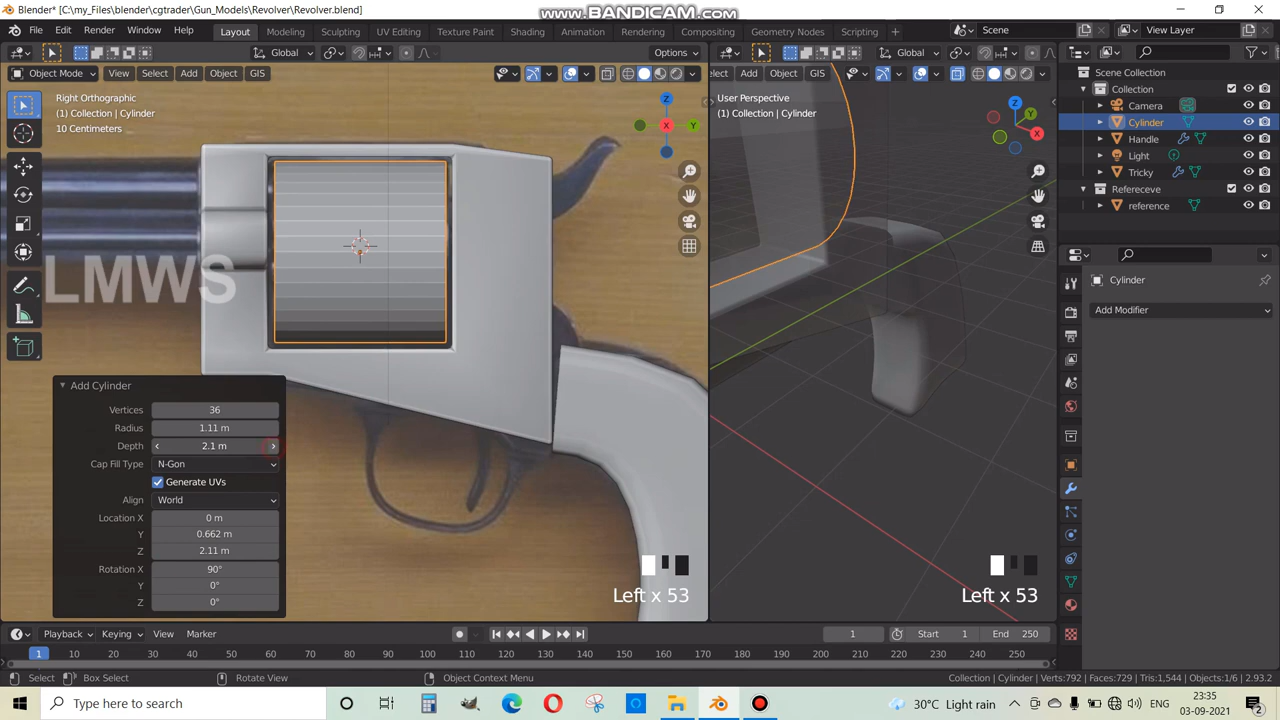 Blender* [C:\my_Files\blender\cgtrader\Gun_Models\Revolver\Revolver.blend]
www.BANDICAM.com
File Edit Render Window Help Layout Modeling Sculpting UV Editing Texture Paint Shading Animation Rendering Compositing Geometry Nodes Scripting + Scene View Layer
Global Options Global
Object Mode View Select Add Object GIS elect Add Object GIS
Right Orthographic
(1) Collection | Cylinder
10 Centimeters
Z
Y
X
User Perspective
(1) Collection | Cylinder
Z
Y
X
Scene Collection
Collection
Camera
Cylinder
Handle
Light
Tricky
Refereceve
reference
Cylinder
Add Modifier
LMWS
Add Cylinder
Vertices 36
Radius 1.11 m
Depth 2.1 m
Cap Fill Type N-Gon
Generate UVs
Align World
Location X 0 m
Y 0.662 m
Z 2.11 m
Rotation X 90°
Y 0°
Z 0°
Left x 53
Left x 53
Playback Keying View Marker 1 Start 1 End 250
1 10 20 30 40 50 60 70 80 90 100 110 120 130 140 150 160 170 180 190 200 210 220 230 240 250
Select Box Select Rotate View Object Context Menu Collection | Cylinder | Verts:792 | Faces:729 | Tris:1,544 | Objects:1/6 | 2.93.2
Type here to search
30°C Light rain
ENG
23:35
03-09-2021
2